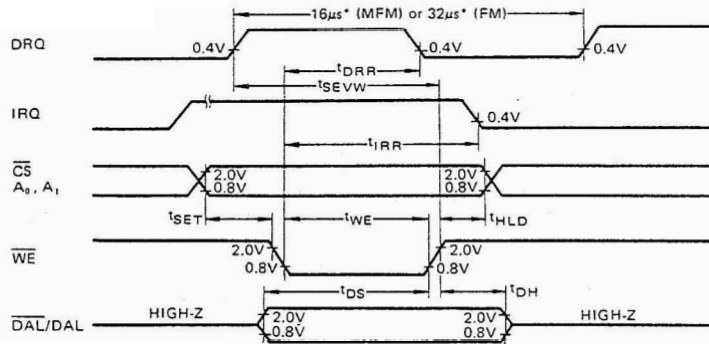 16μs* (MFM) or 32μs* (FM)
DRQ
0.4V
0.4V
0.4V
tDRR
tSEVW
IRQ
0.4V
tIRR
CS
A0, A1
2.0V
0.8V
2.0V
0.8V
tSET
tWE
tHLD
WE
2.0V
0.8V
2.0V
0.8V
tDS
tDH
DAL/DAL
HIGH-Z
2.0V
0.8V
2.0V
0.8V
HIGH-Z